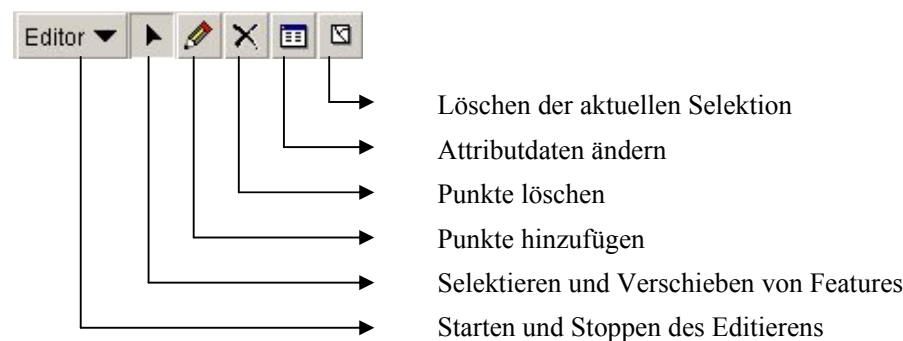 Editor
Löschen der aktuellen Selektion
Attributdaten ändern
Punkte löschen
Punkte hinzufügen
Selektieren und Verschieben von Features
Starten und Stoppen des Editierens